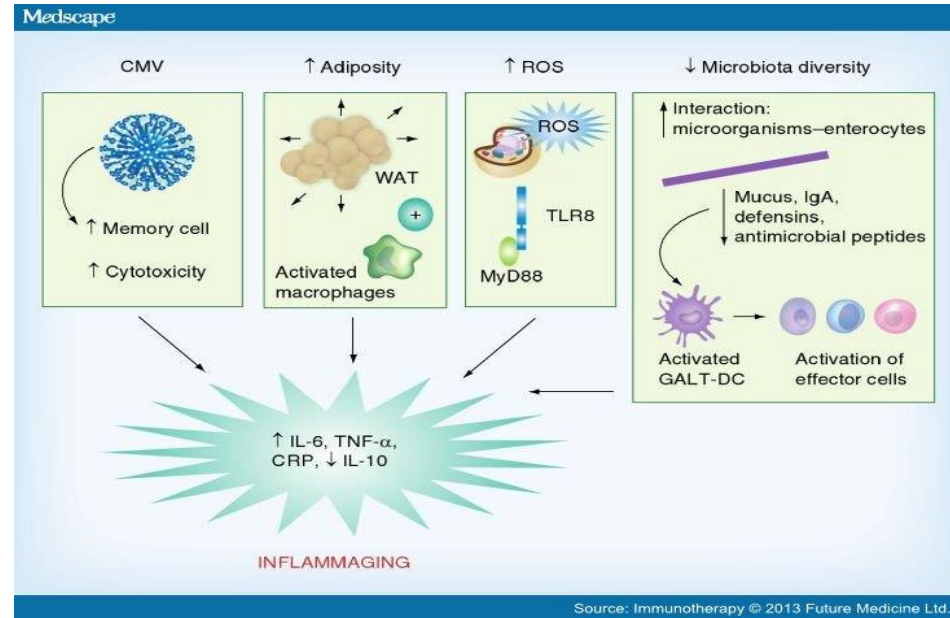 Medscape
CMV
↑ Adiposity
↑ ROS
↓ Microbiota diversity
↑ Memory cell
↑ Cytotoxicity
WAT
+
Activated
macrophages
ROS
TLR8
MyD88
↑ Interaction:
microorganisms–enterocytes
↓ Mucus, IgA,
defensins,
antimicrobial peptides
Activated
GALT-DC
Activation of
effector cells
↑ IL-6, TNF-α,
CRP, ↓ IL-10
INFLAMMAGING
Source: Immunotherapy © 2013 Future Medicine Ltd.